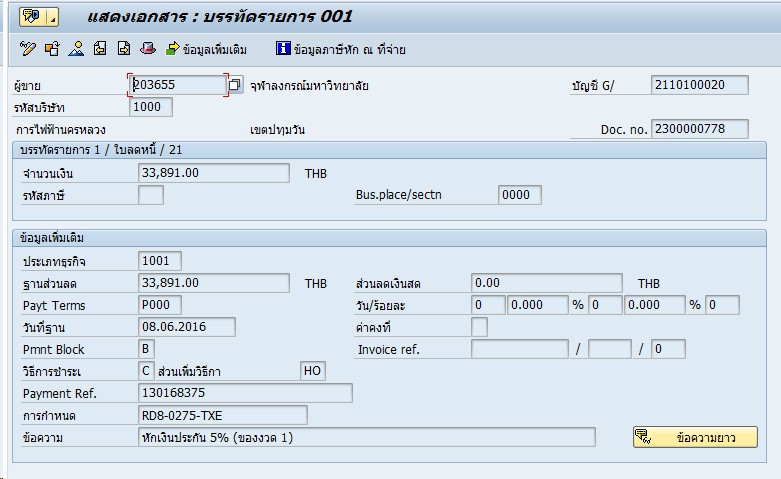 แสดงเอกสาร : บรรทัดรายการ 001
ข้อมูลเพิ่มเติม ข้อมูลภาษีหัก ณ ที่จ่าย
ผู้ขาย 203655 จุฬาลงกรณ์มหาวิทยาลัย บัญชี G/ 2110100020
รหัสบริษัท 1000
การไฟฟ้านครหลวง เขตปทุมวัน Doc. no. 2300000778
บรรทัดรายการ 1 / ใบลดหนี้ / 21
จำนวนเงิน 33,891.00 THB
รหัสภาษี Bus.place/sectn 0000
ข้อมูลเพิ่มเติม
ประเภทธุรกิจ 1001
ฐานส่วนลด 33,891.00 THB ส่วนลดเงินสด 0.00 THB
Payt Terms P000 วัน/ร้อยละ 0 0.000 % 0 0.000 % 0
วันที่ฐาน 08.06.2016 ค่าคงที่
Pmnt Block B Invoice ref. / / 0
วิธีการชำระเ C ส่วนเพิ่มวิธีกา HO
Payment Ref. 130168375
การกำหนด RD8-0275-TXE
ข้อความ หักเงินประกัน 5% (ของงวด 1) ข้อความยาว